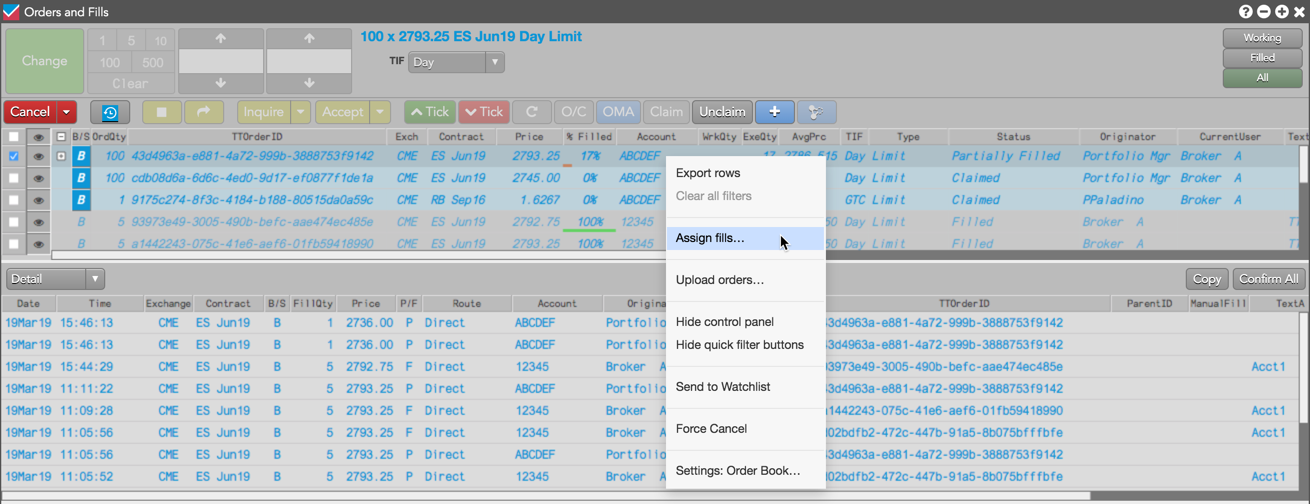 Orders and Fills
Change
1 5 10
100 500
Clear
100 x 2793.25 ES Jun19 Day Limit
TIF Day
Working
Filled
All
Cancel Inquire Accept Tick Tick C O/C OMA Claim Unclaim +
B/S OrdQty TTOrderID Exch Contract Price % Filled Account WrkQty ExeQty AvgPrc TIF Type Status Originator CurrentUser Text
B 100 43d4963a-e881-4a72-999b-3888753f9142 CME ES Jun19 2793.25 17% ABCDEF 17 2786.515 Day Limit Partially Filled Portfolio Mgr Broker A
B 100 cdb08d6a-6d6c-4ed0-9d17-ef0877f1de1a CME ES Jun19 2745.00 0% ABCDEF Day Limit Claimed Portfolio Mgr Broker A
B 1 9175c274-8f3c-4184-b188-80515da0a59c CME RB Sep16 1.6267 0% ABCDEF GTC Limit Claimed PPaladino Broker A
B 5 93973e49-3005-490b-befc-aae474ec485e CME ES Jun19 2792.75 100% 12345 Day Limit Filled Broker A T
B 5 a1442243-075c-41e6-aef6-01fb59418990 CME ES Jun19 2793.25 100% 12345 Day Limit Filled Broker A T
Export rows
Clear all filters
Assign fills...
Upload orders...
Hide control panel
Hide quick filter buttons
Send to Watchlist
Force Cancel
Settings: Order Book...
Detail Copy Confirm All
Date Time Exchange Contract B/S FillQty Price P/F Route Account Origina TTOrderID ParentID ManualFill TextA
19Mar19 15:46:13 CME ES Jun19 B 1 2736.00 P Direct ABCDEF Portfolio 3d4963a-e881-4a72-999b-3888753f9142
19Mar19 15:46:13 CME ES Jun19 B 1 2736.00 P Direct ABCDEF Portfolio 3d4963a-e881-4a72-999b-3888753f9142
19Mar19 15:44:29 CME ES Jun19 B 5 2792.75 F Direct 12345 Broker A 3973e49-3005-490b-befc-aae474ec485e Acct1
19Mar19 11:11:22 CME ES Jun19 B 5 2793.25 P Direct ABCDEF Portfolio 3d4963a-e881-4a72-999b-3888753f9142
19Mar19 11:09:28 CME ES Jun19 B 5 2793.25 F Direct 12345 Broker A 1442243-075c-41e6-aef6-01fb59418990 Acct1
19Mar19 11:05:56 CME ES Jun19 B 5 2793.25 F Direct 12345 Broker A 02bdfb2-472c-447b-91a5-8b075bfffbfe Acct1
19Mar19 11:05:56 CME ES Jun19 B 5 2793.25 P Direct ABCDEF Portfolio 3d4963a-e881-4a72-999b-3888753f9142
19Mar19 11:05:52 CME ES Jun19 B 5 2793.25 P Direct 12345 Broker A 02bdfb2-472c-447b-91a5-8b075bfffbfe Acct1